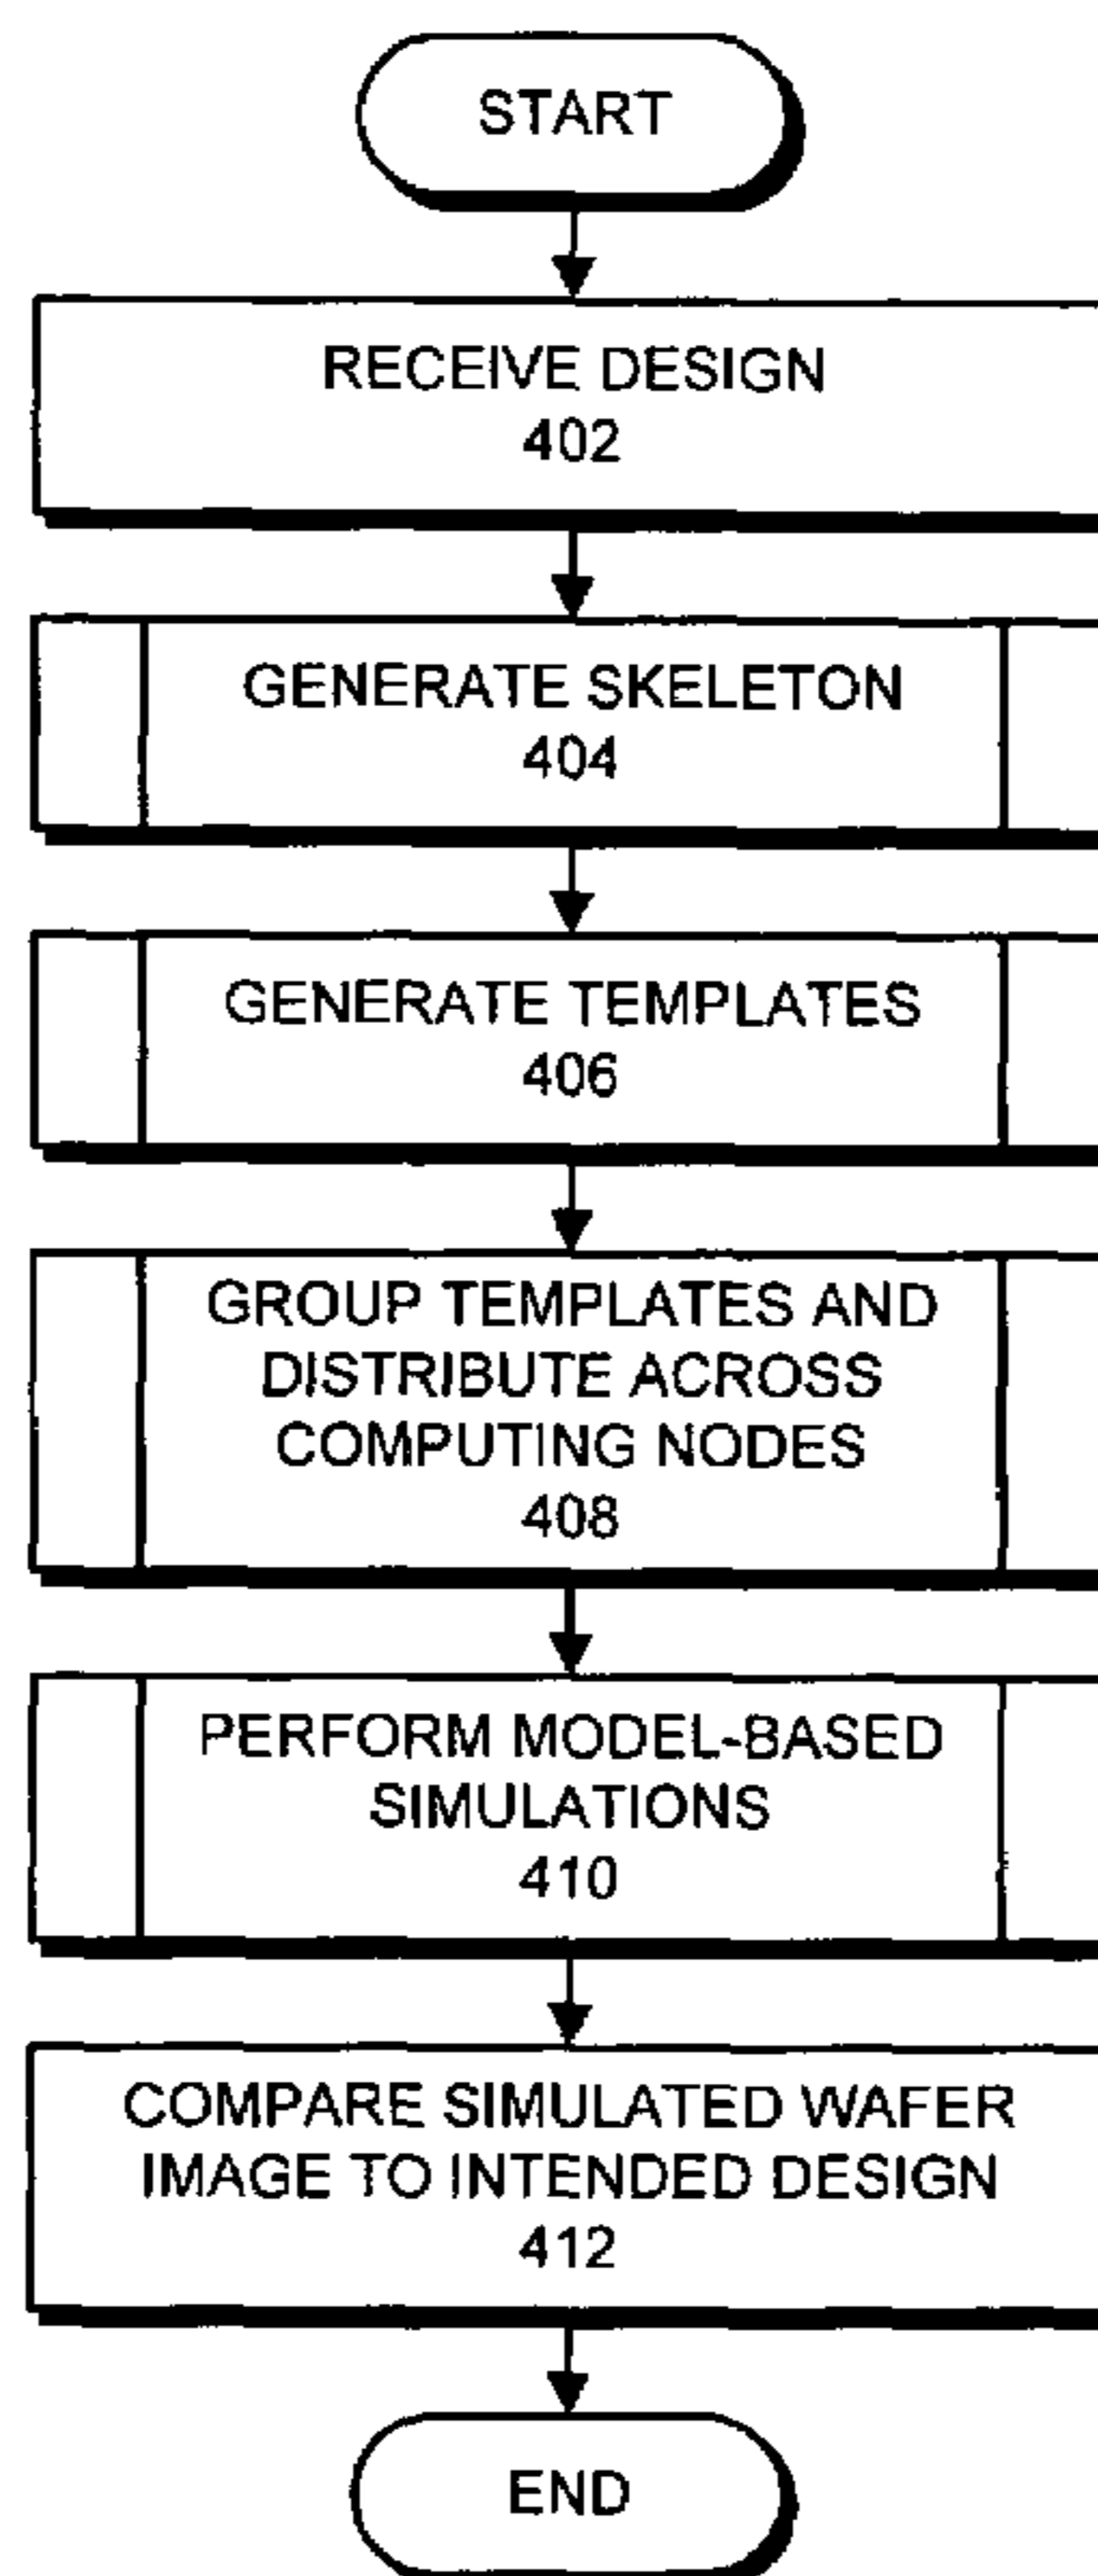 START
RECEIVE DESIGN
402
GENERATE SKELETON
404
GENERATE TEMPLATES
406
GROUP TEMPLATES AND
DISTRIBUTE ACROSS
COMPUTING NODES
408
PERFORM MODEL-BASED
SIMULATIONS
410
COMPARE SIMULATED WAFER
IMAGE TO INTENDED DESIGN
412
END